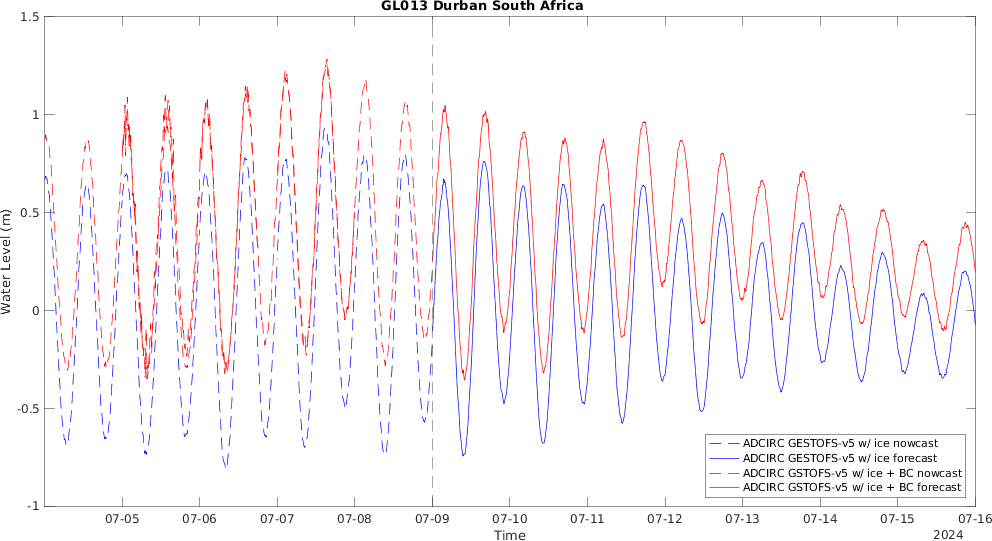 GL013 Durban South Africa
1.5
1
0.5
0
-0.5
-1
Water Level (m)
ADCIRC GESTOFS-v5 w/ ice nowcast
ADCIRC GESTOFS-v5 w/ ice forecast
ADCIRC GSTOFS-v5 w/ ice + BC nowcast
ADCIRC GSTOFS-v5 w/ ice + BC forecast
07-05 07-06 07-07 07-08 07-09 07-10 07-11 07-12 07-13 07-14 07-15 07-16
Time
2024